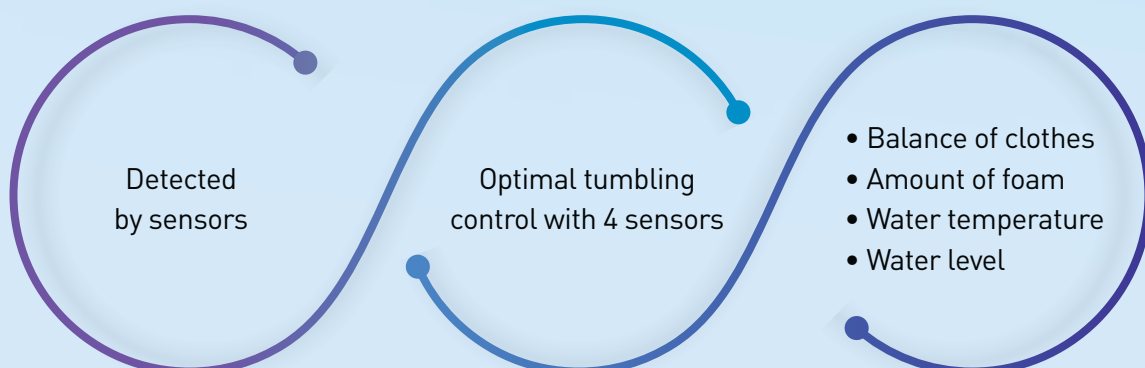 Detected
by sensors
Optimal tumbling
control with 4 sensors
• Balance of clothes
• Amount of foam
• Water temperature
• Water level